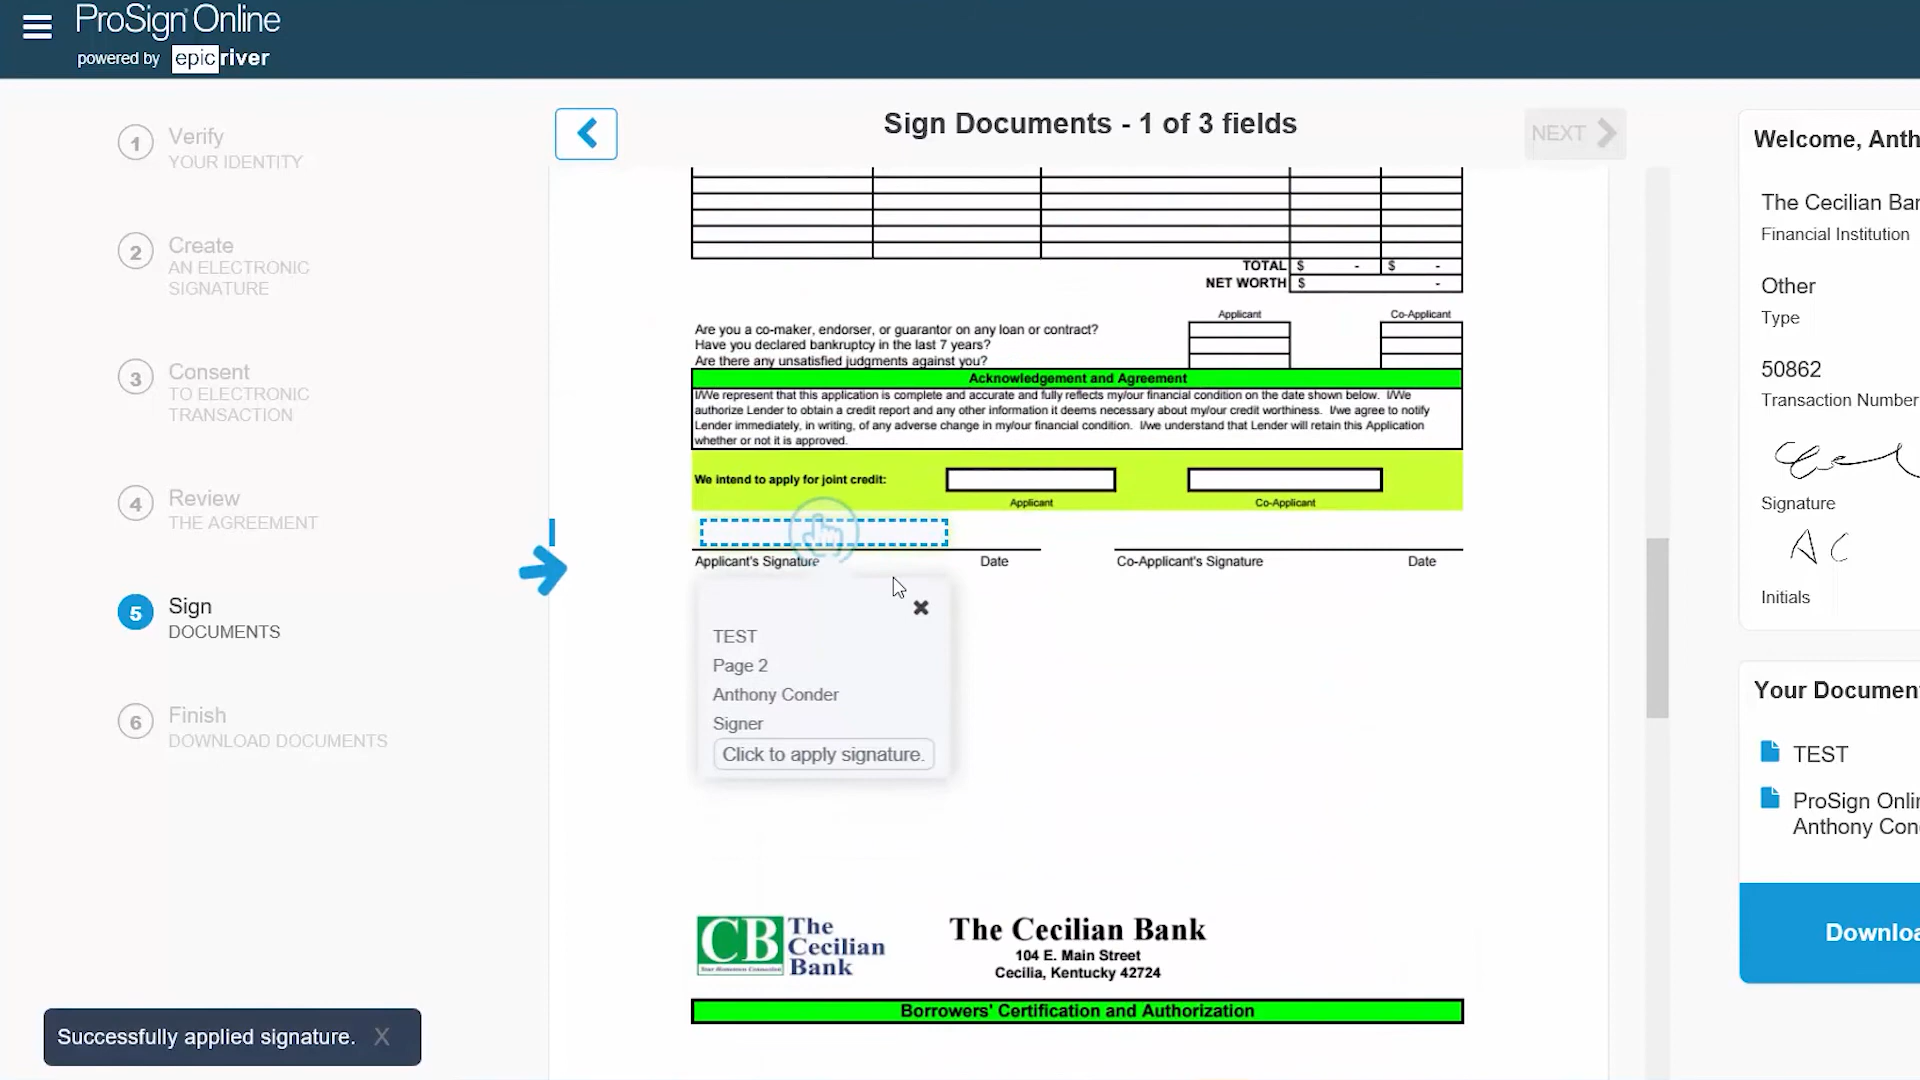 ProSign Online
powered by epicriver
1 Verify
YOUR IDENTITY
2 Create
AN ELECTRONIC
SIGNATURE
3 Consent
TO ELECTRONIC
TRANSACTION
4 Review
THE AGREEMENT
5 Sign
DOCUMENTS
6 Finish
DOWNLOAD DOCUMENTS
Successfully applied signature. X
Sign Documents - 1 of 3 fields
NEXT
TOTAL $ - $ -
NET WORTH $ -
Applicant Co-Applicant
Are you a co-maker, endorser, or guarantor on any loan or contract?
Have you declared bankruptcy in the last 7 years?
Are there any unsatisfied judgments against you?
Acknowledgement and Agreement
I/We represent that this application is complete and accurate and fully reflects my/our financial condition on the date shown below. I/We
authorize Lender to obtain a credit report and any other information it deems necessary about my/our credit worthiness. I/we agree to notify
Lender immediately, in writing, of any adverse change in my/our financial condition. I/we understand that Lender will retain this Application
whether or not it is approved.
We intend to apply for joint credit:
Applicant Co-Applicant
Applicant's Signature Date Co-Applicant's Signature Date
TEST
Page 2
Anthony Conder
Signer
Click to apply signature.
CB The
Cecilian
Bank
The Cecilian Bank
104 E. Main Street
Cecilia, Kentucky 42724
Borrowers' Certification and Authorization
Welcome, Anth
The Cecilian Ban
Financial Institution
Other
Type
50862
Transaction Number
Signature
A C
Initials
Your Documen
TEST
ProSign Onlin
Anthony Con
Downloa